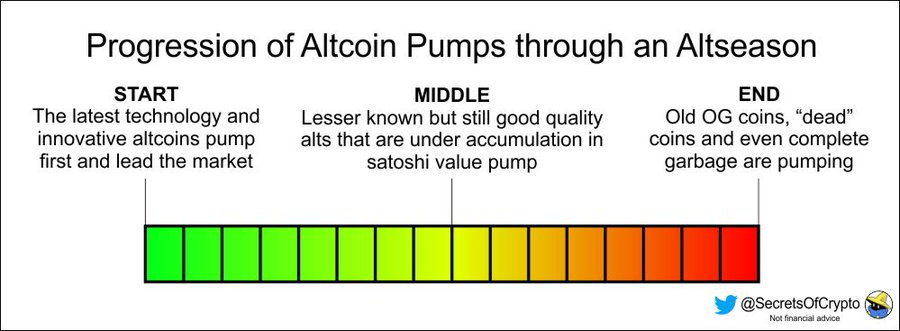 Progression of Altcoin Pumps through an Altseason
START
The latest technology and
innovative altcoins pump
first and lead the market
MIDDLE
Lesser known but still good quality
alts that are under accumulation in
satoshi value pump
END
Old OG coins, “dead”
coins and even complete
garbage are pumping
@SecretsOfCrypto
Not financial advice